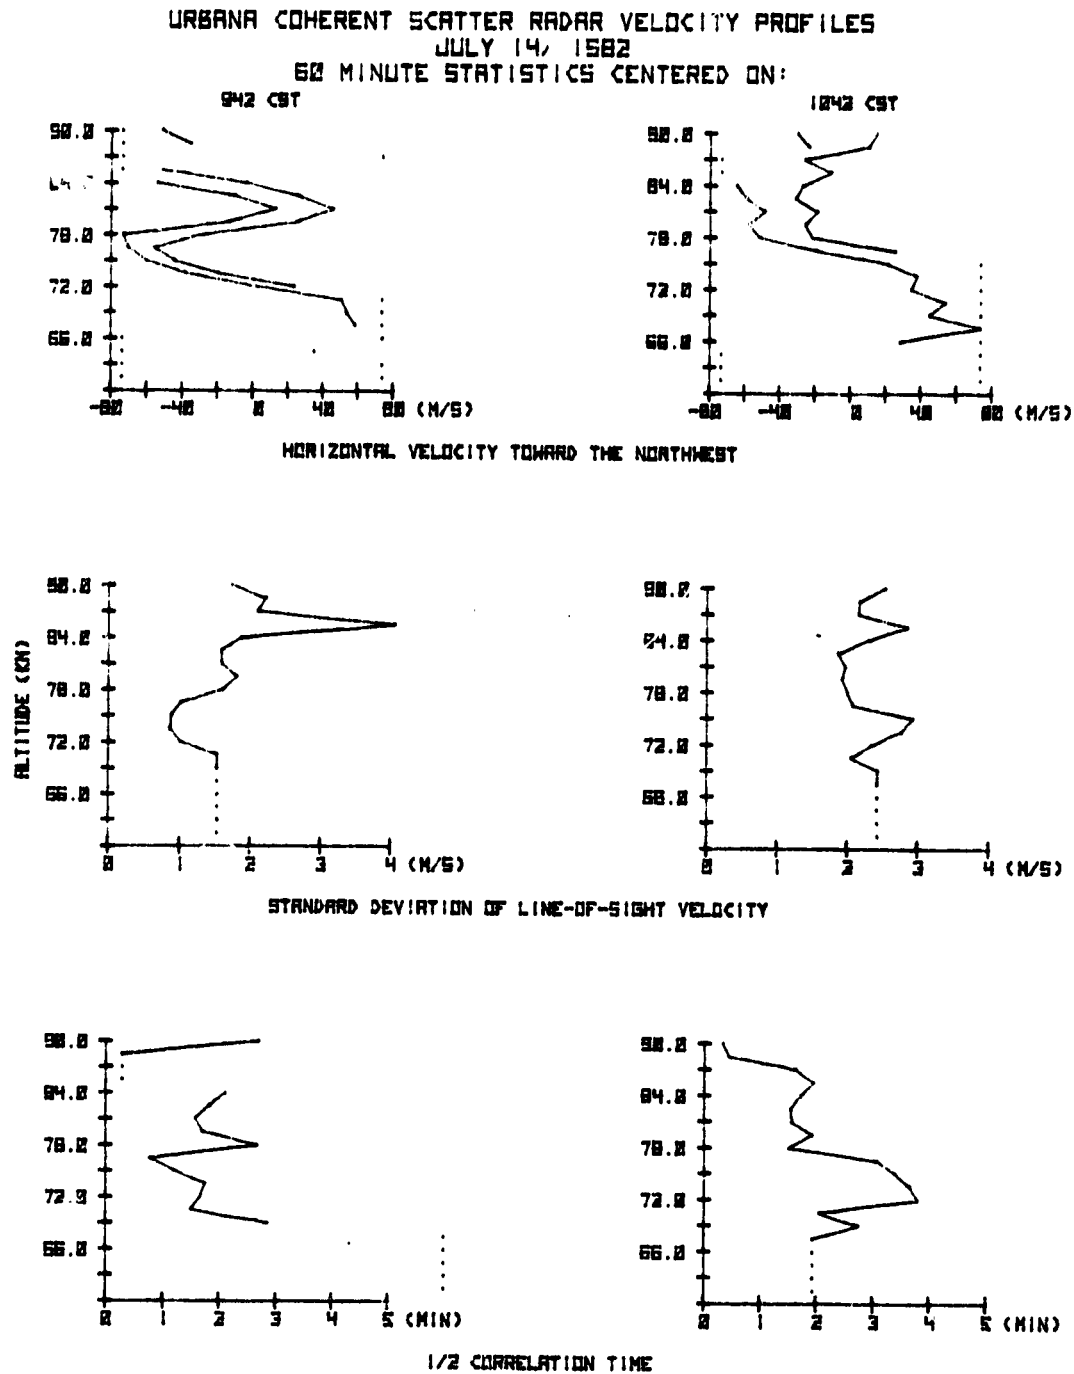 URBANA COHERENT SCATTER RADAR VELOCITY PROFILES
JULY 14, 1982
60 MINUTE STATISTICS CENTERED ON:
942 CST
1042 CST
90.0
84.0
78.0
72.0
66.0
-80 -40 0 40 80 (M/S)
90.0
84.0
78.0
72.0
66.0
-80 -40 0 40 80 (M/S)
HORIZONTAL VELOCITY TOWARD THE NORTHWEST
ALTITUDE (KM)
90.0
84.0
78.0
72.0
66.0
0 1 2 3 4 (M/S)
90.0
84.0
78.0
72.0
66.0
0 1 2 3 4 (M/S)
STANDARD DEVIATION OF LINE-OF-SIGHT VELOCITY
90.0
84.0
78.0
72.0
66.0
0 1 2 3 4 5 (MIN)
90.0
84.0
78.0
72.0
66.0
0 1 2 3 4 5 (MIN)
1/2 CORRELATION TIME